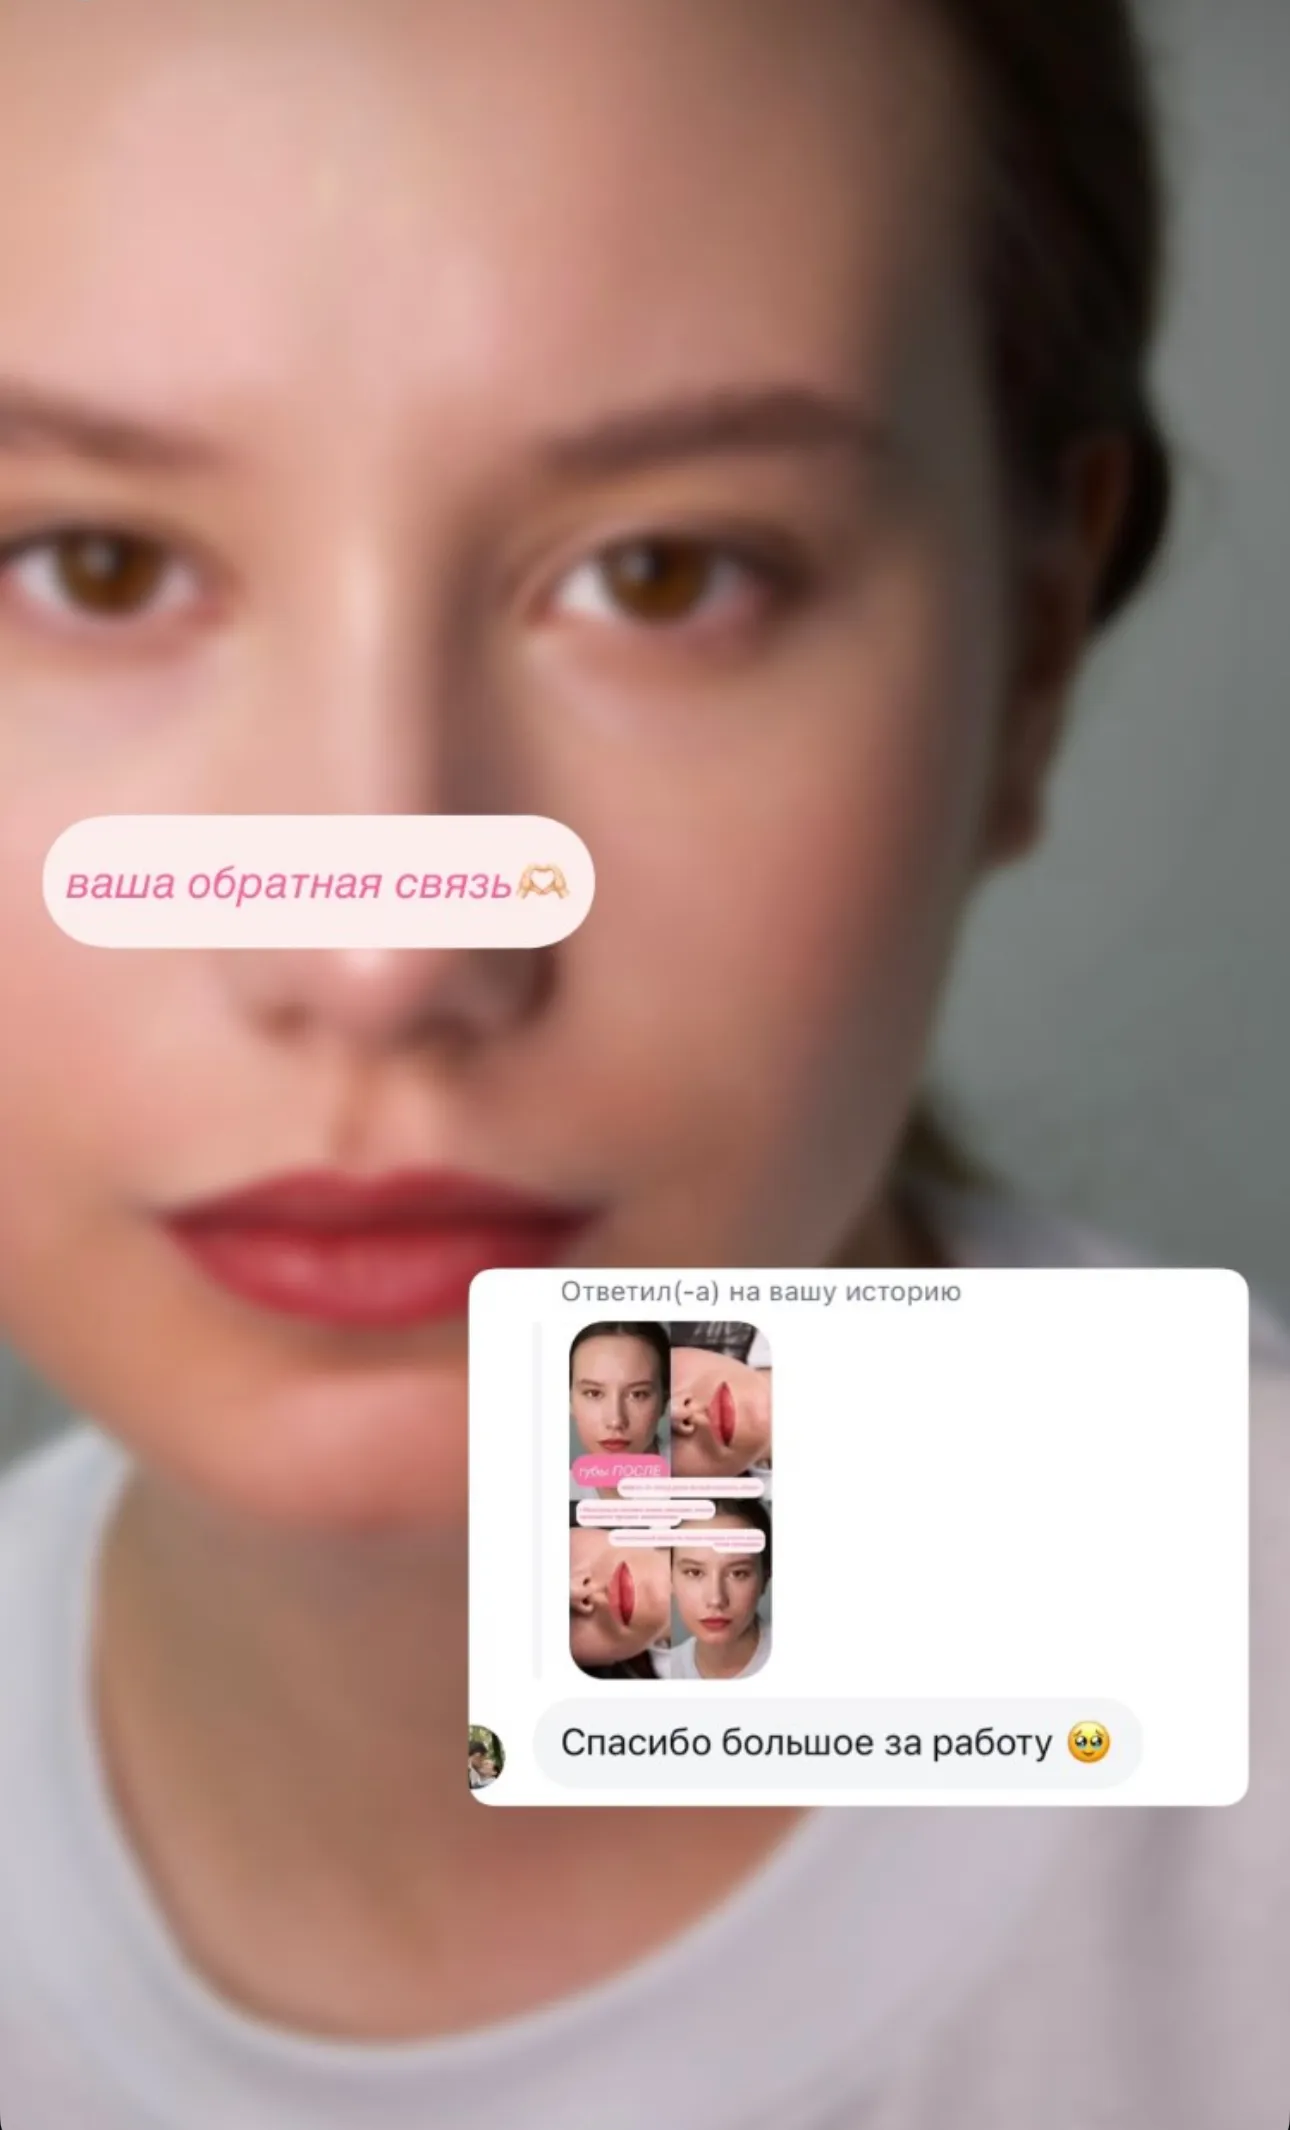 ваша обратная связь🫶🏻
Ответил(-а) на вашу историю
губы ПОСЛЕ
Спасибо большое за работу 🥹